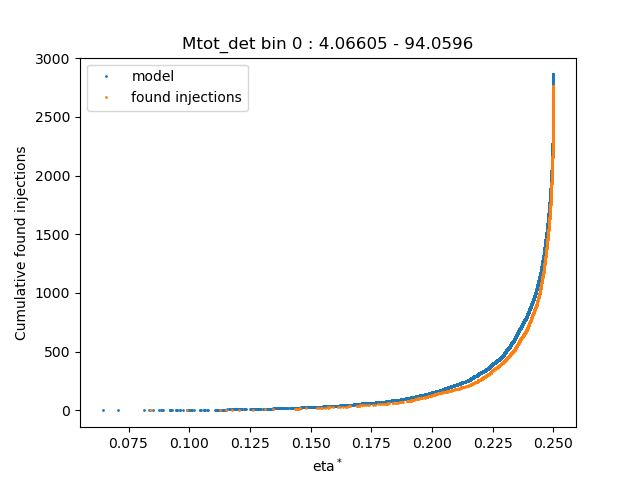 Mtot_det bin 0 : 4.06605 - 94.0596
model
found injections
Cumulative found injections
3000
2500
2000
1500
1000
500
0
0.075 0.100 0.125 0.150 0.175 0.200 0.225 0.250
eta*